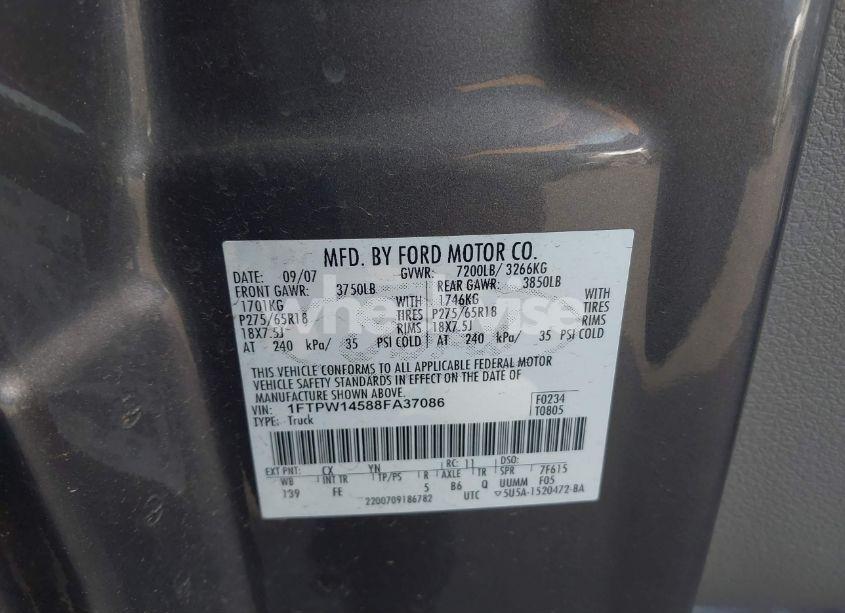 MFD. BY FORD MOTOR CO.
DATE: 09/07 GVWR: 7200LB/ 3266KG
FRONT GAWR: 3750LB REAR GAWR: 3850LB
1701KG WITH 1746KG WITH
P275/65R18 TIRES P275/65R18 TIRES
18X7.5J RIMS 18X7.5J RIMS
AT 240 kPa/ 35 PSI COLD AT 240 kPa/ 35 PSI COLD
THIS VEHICLE CONFORMS TO ALL APPLICABLE FEDERAL MOTOR
VEHICLE SAFETY STANDARDS IN EFFECT ON THE DATE OF
MANUFACTURE SHOWN ABOVE.
VIN: 1FTPW14588FA37086 F0234
TYPE: Truck T0805
EXT PNT: CX YN RC: 11 DSO:
WB INT TR TP/PS R AXLE TR SPR 7F615
139 FE 5 B6 Q UUMM F05
2200709186782 UTC ▽5U5A-1520472-BA
wheelwise